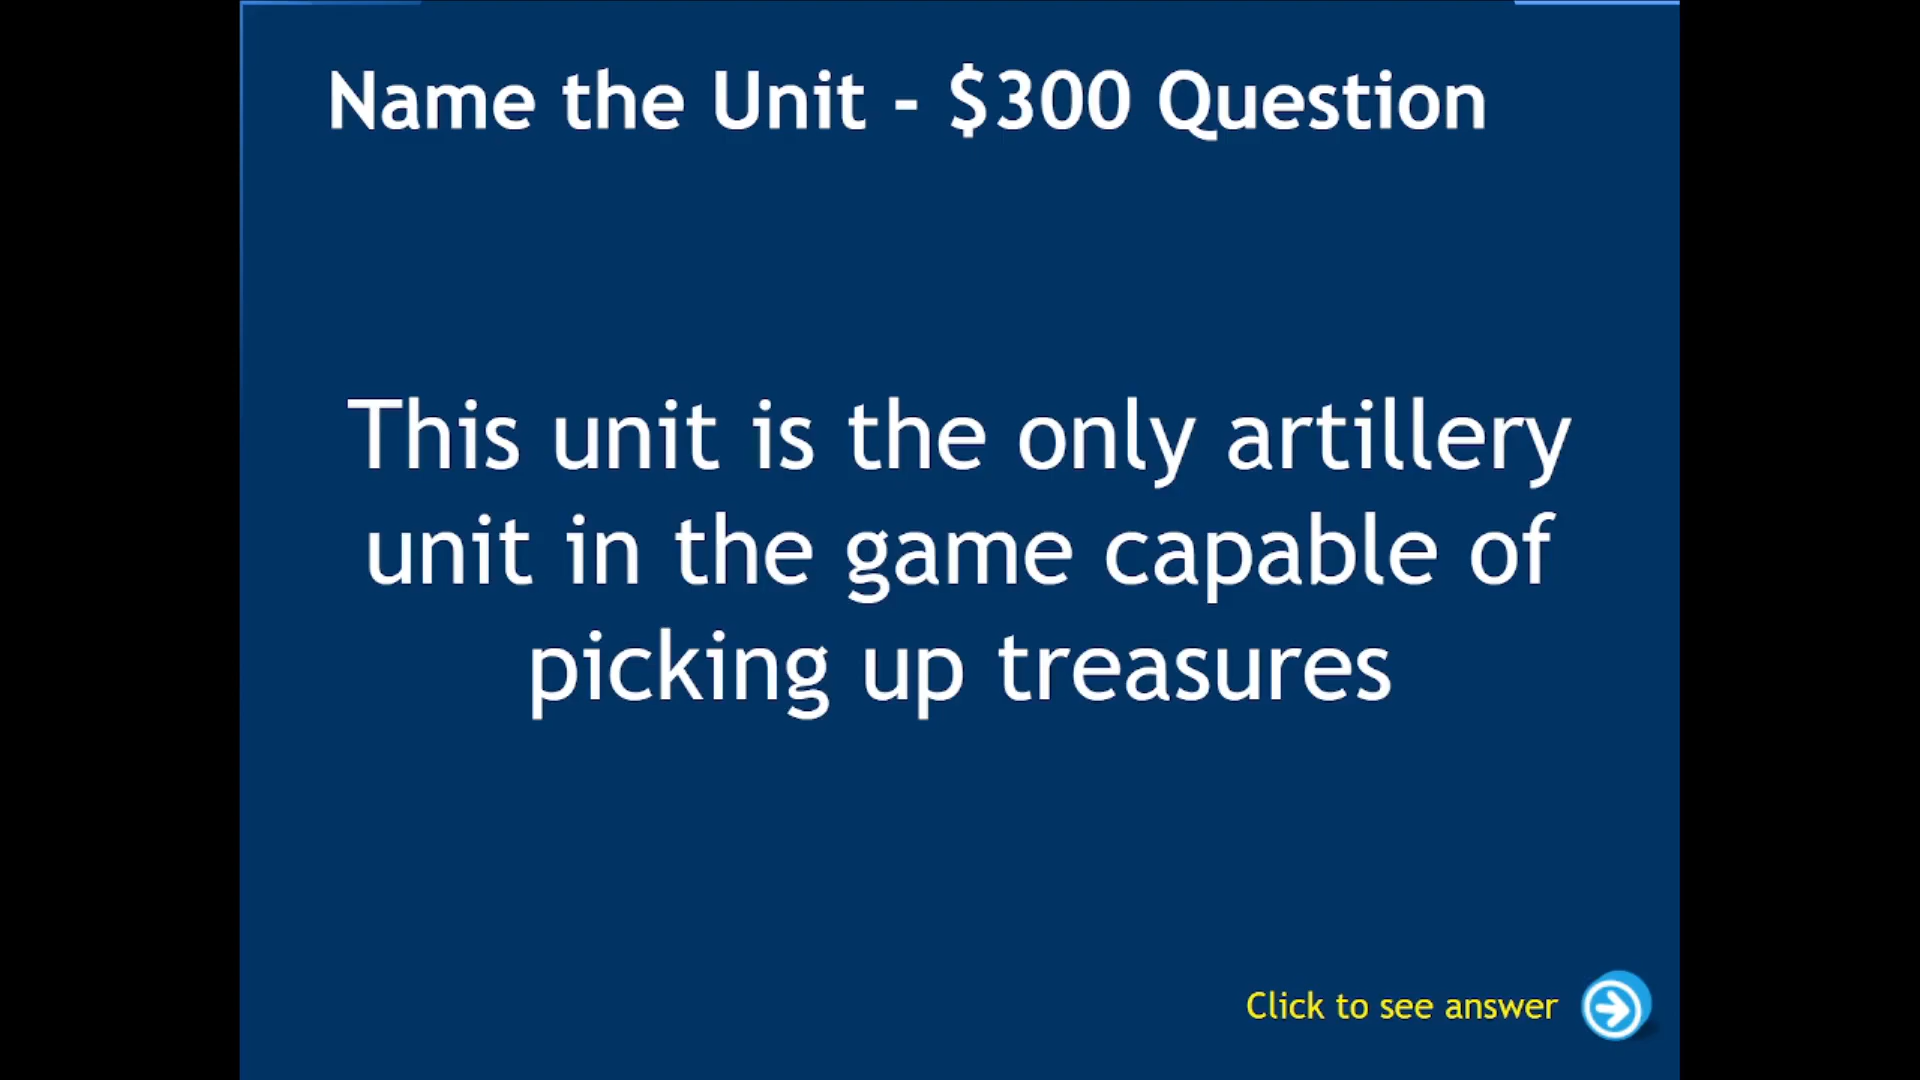 Name the Unit - $300 Question
This unit is the only artillery
unit in the game capable of
picking up treasures
Click to see answer